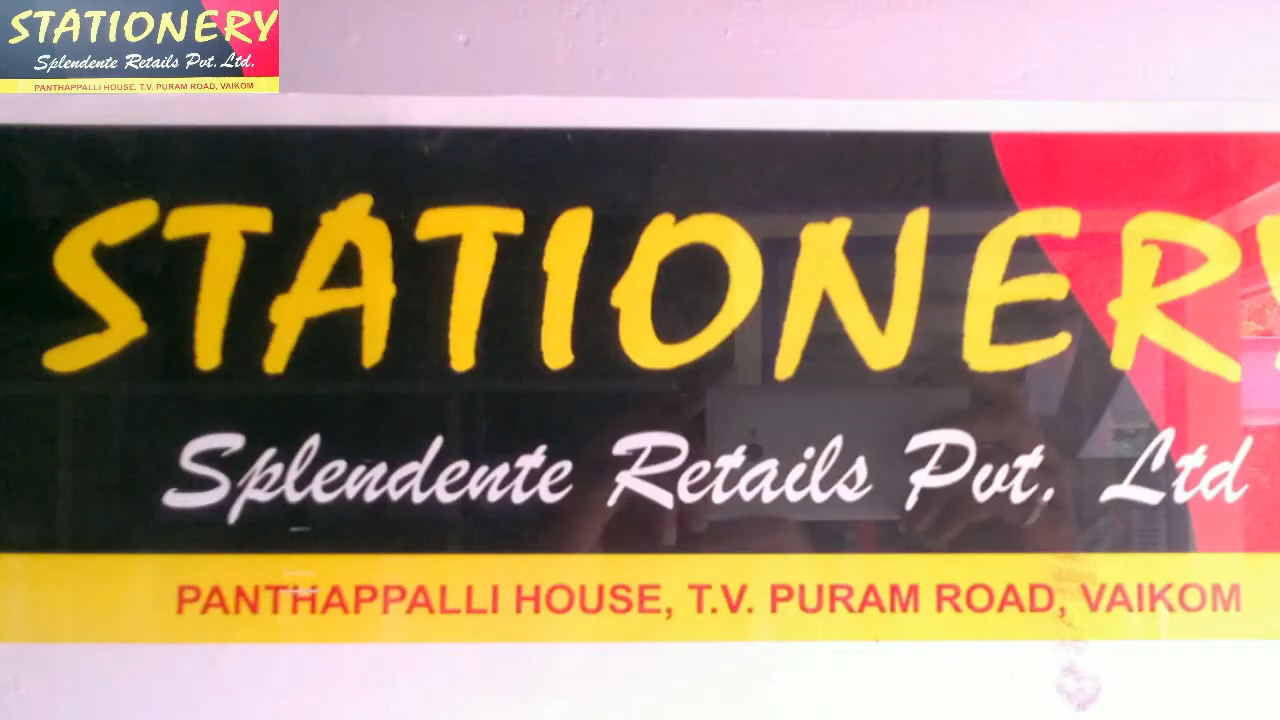 STATIONERY
Splendente Retails Pvt. Ltd.
PANTHAPPALLI HOUSE, T.V. PURAM ROAD, VAIKOM
STATIONERY
Splendente Retails Pvt. Ltd
PANTHAPPALLI HOUSE, T.V. PURAM ROAD, VAIKOM